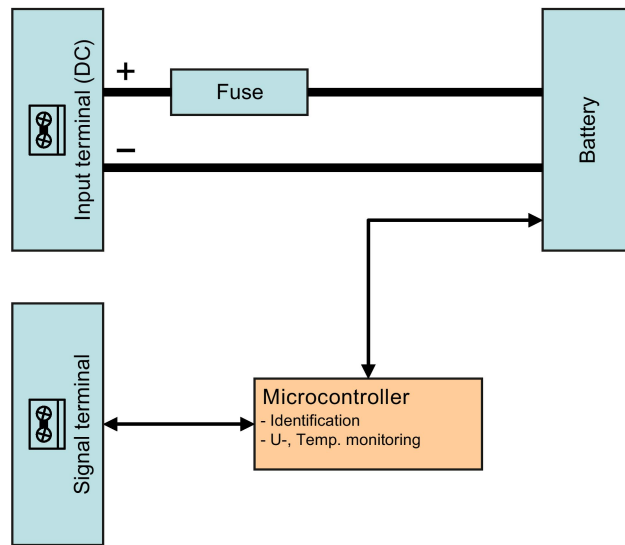 Input terminal (DC)
+
Fuse
−
Battery
Signal terminal
Microcontroller
- Identification
- U-, Temp. monitoring